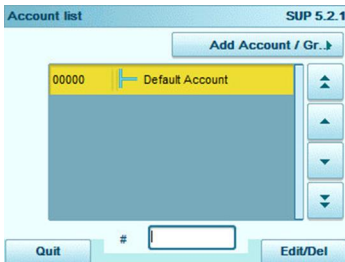 Account list SUP 5.2.1
Add Account / Gr..
00000 Default Account
#
Quit Edit/Del